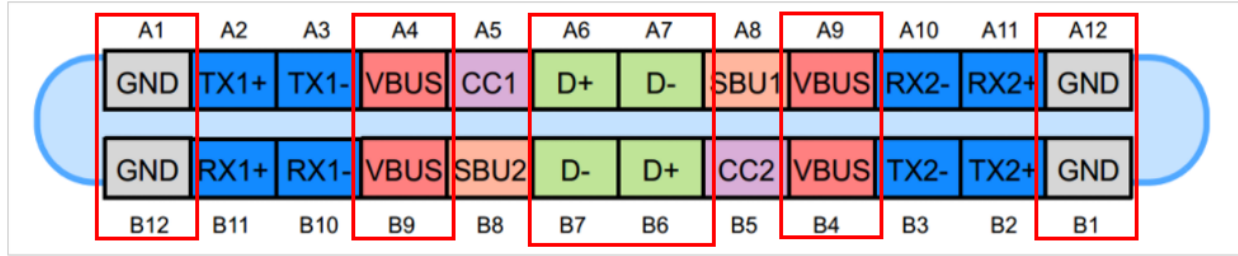 A1 A2 A3 A4 A5 A6 A7 A8 A9 A10 A11 A12
GND TX1+ TX1- VBUS CC1 D+ D- SBU1 VBUS RX2- RX2+ GND
GND RX1+ RX1- VBUS SBU2 D- D+ CC2 VBUS TX2- TX2+ GND
B12 B11 B10 B9 B8 B7 B6 B5 B4 B3 B2 B1